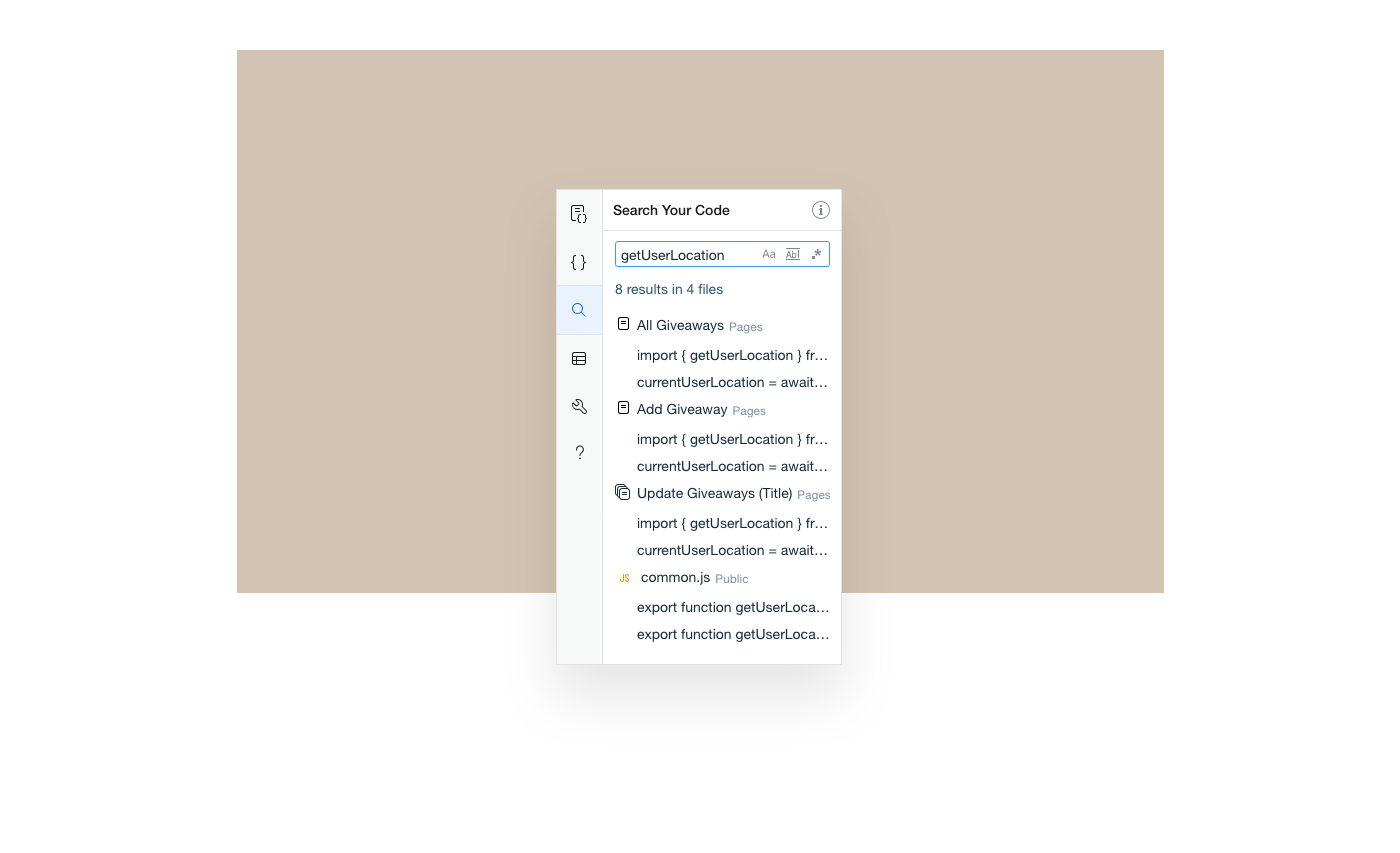 Search Your Code
getUserLocation Aa Abl .*
8 results in 4 files
All Giveaways Pages
import { getUserLocation } fr...
currentUserLocation = await...
Add Giveaway Pages
import { getUserLocation } fr...
currentUserLocation = await...
Update Giveaways (Title) Pages
import { getUserLocation } fr...
currentUserLocation = await...
JS common.js Public
export function getUserLoca...
export function getUserLoca...
{ }
?